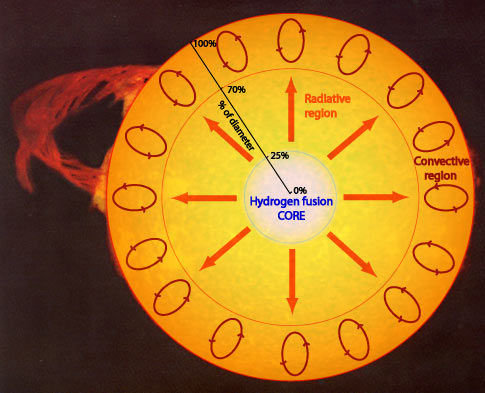 100%
70%
% of diameter
25%
0%
Radiative
region
Convective
region
Hydrogen fusion
CORE